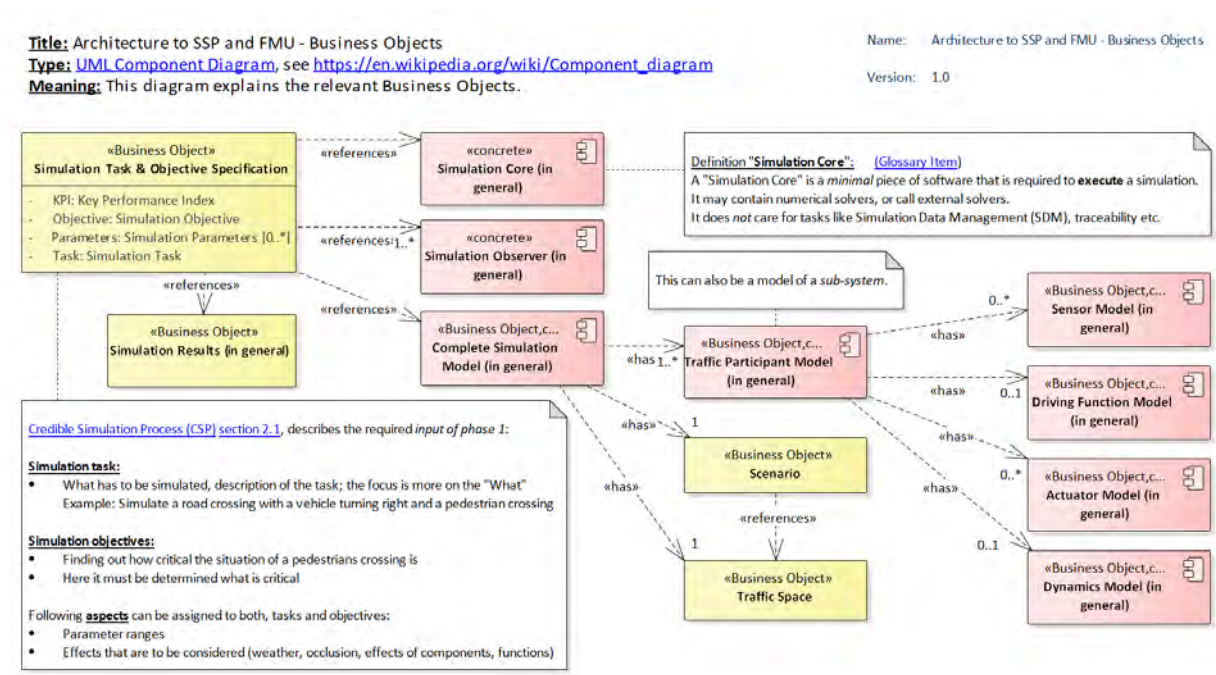 Title: Architecture to SSP and FMU - Business Objects
Type: UML Component Diagram, see https://en.wikipedia.org/wiki/Component_diagram
Meaning: This diagram explains the relevant Business Objects.
Name: Architecture to SSP and FMU - Business Objects
Version: 1.0
«Business Object»
Simulation Task & Objective Specification
- KPI: Key Performance Index
- Objective: Simulation Objective
- Parameters: Simulation Parameters [0..*]
- Task: Simulation Task
«references»
«concrete»
Simulation Core (in
general)
Definition "Simulation Core": (Glossary Item)
A "Simulation Core" is a minimal piece of software that is required to execute a simulation.
It may contain numerical solvers, or call external solvers.
It does not care for tasks like Simulation Data Management (SDM), traceability etc.
«references»
1..*
«concrete»
Simulation Observer (in
general)
«references»
«Business Object»
Simulation Results (in general)
«references»
«Business Object,c...
Complete Simulation
Model (in general)
This can also be a model of a sub-system.
«has
1..*
«Business Object,c...
Traffic Participant Model
(in general)
«has»
0..*
«Business Object,c...
Sensor Model (in
general)
«has»
0..1
«Business Object,c...
Driving Function Model
(in general)
«has»
0..*
«Business Object,c...
Actuator Model (in
general)
«has»
0..1
«Business Object,c...
Dynamics Model (in
general)
«has»
1
«Business Object»
Scenario
«references»
«has»
1
«Business Object»
Traffic Space
Credible Simulation Process (CSP) section 2.1, describes the required input of phase 1:
Simulation task:
• What has to be simulated, description of the task; the focus is more on the "What"
Example: Simulate a road crossing with a vehicle turning right and a pedestrian crossing
Simulation objectives:
• Finding out how critical the situation of a pedestrians crossing is
• Here it must be determined what is critical
Following aspects can be assigned to both, tasks and objectives:
• Parameter ranges
• Effects that are to be considered (weather, occlusion, effects of components, functions)